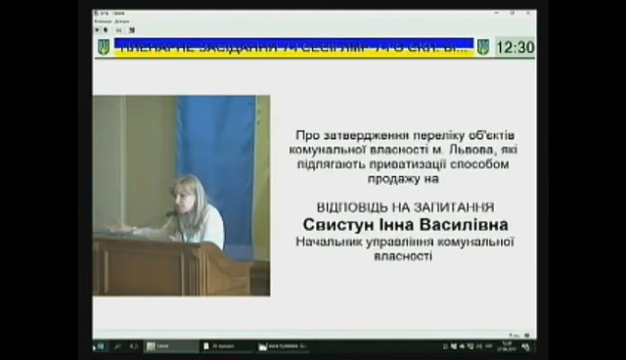 12:30
Про затвердження переліку об'єктів
комунальної власності м. Львова, які
підлягають приватизації способом
продажу на
ВІДПОВІДЬ НА ЗАПИТАННЯ
Свистун Інна Василівна
Начальник управління комунальної
власності